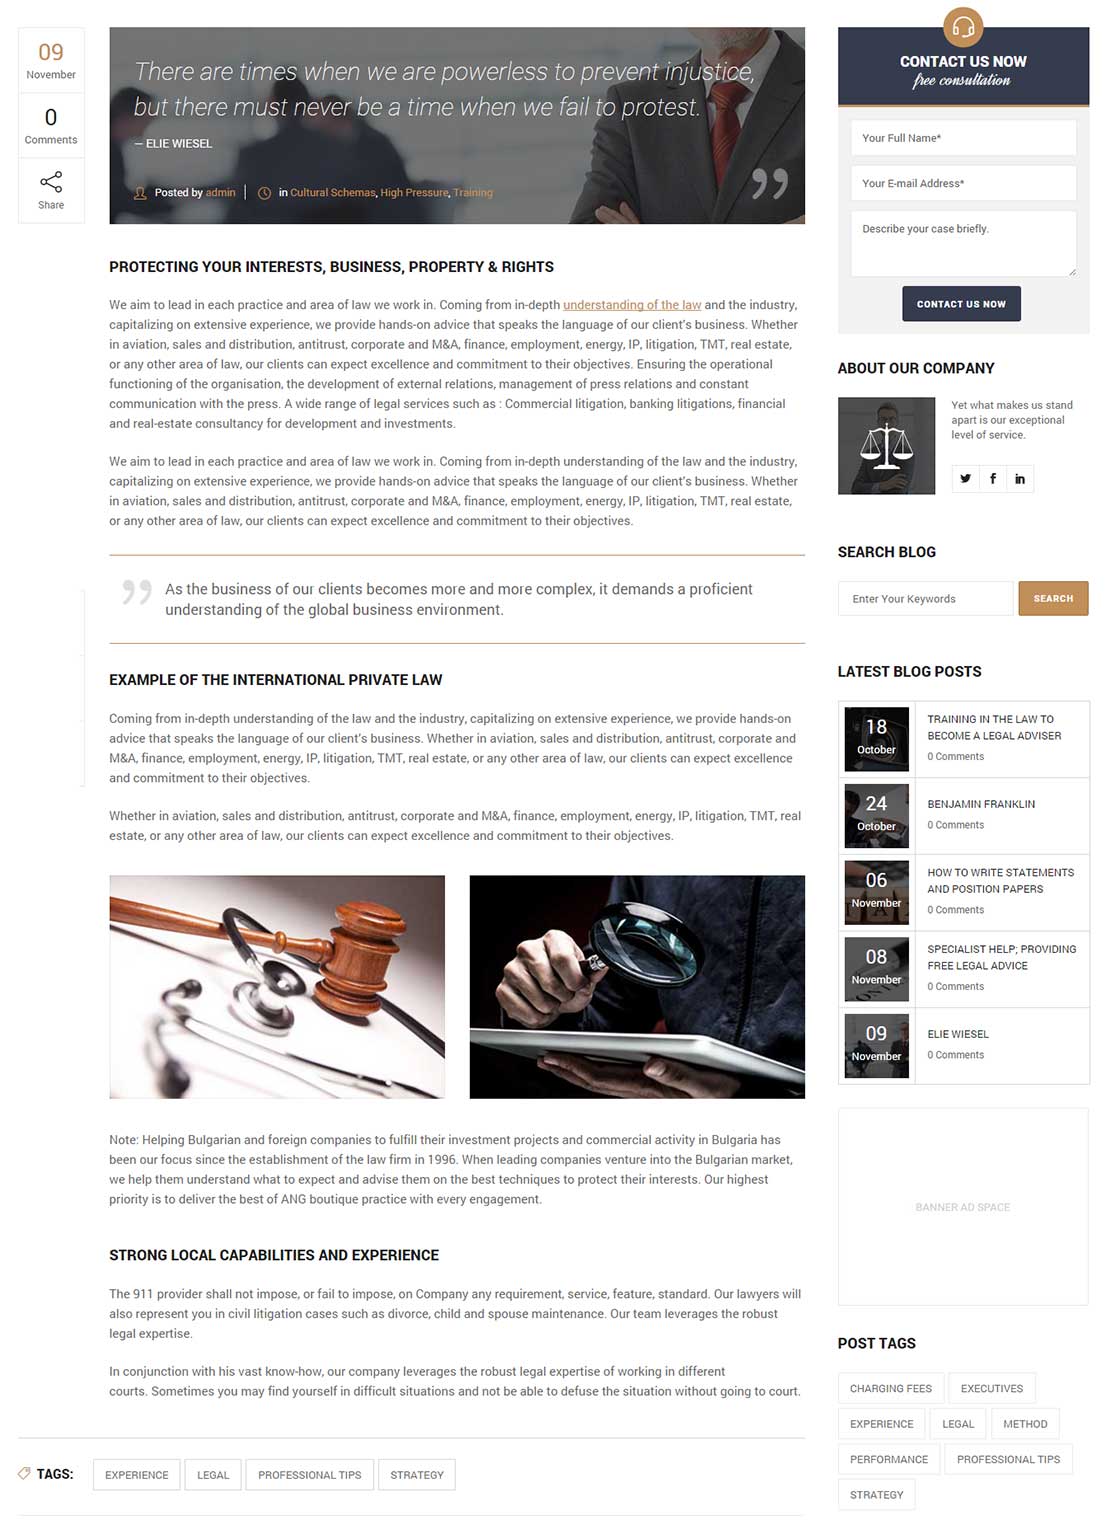 09
November
0
Comments
Share
There are times when we are powerless to prevent injustice,
but there must never be a time when we fail to protest.
— ELIE WIESEL
Posted by admin
in Cultural Schemas, High Pressure, Training
PROTECTING YOUR INTERESTS, BUSINESS, PROPERTY & RIGHTS
We aim to lead in each practice and area of law we work in. Coming from in-depth understanding of the law and the industry,
capitalizing on extensive experience, we provide hands-on advice that speaks the language of our client's business. Whether
in aviation, sales and distribution, antitrust, corporate and M&A, finance, employment, energy, IP, litigation, TMT, real estate,
or any other area of law, our clients can expect excellence and commitment to their objectives. Ensuring the operational
functioning of the organisation, the development of external relations, management of press relations and constant
communication with the press. A wide range of legal services such as : Commercial litigation, banking litigations, financial
and real-estate consultancy for development and investments.
We aim to lead in each practice and area of law we work in. Coming from in-depth understanding of the law and the industry,
capitalizing on extensive experience, we provide hands-on advice that speaks the language of our client's business. Whether
in aviation, sales and distribution, antitrust, corporate and M&A, finance, employment, energy, IP, litigation, TMT, real estate,
or any other area of law, our clients can expect excellence and commitment to their objectives.
As the business of our clients becomes more and more complex, it demands a proficient
understanding of the global business environment.
EXAMPLE OF THE INTERNATIONAL PRIVATE LAW
Coming from in-depth understanding of the law and the industry, capitalizing on extensive experience, we provide hands-on
advice that speaks the language of our client's business. Whether in aviation, sales and distribution, antitrust, corporate and
M&A, finance, employment, energy, IP, litigation, TMT, real estate, or any other area of law, our clients can expect excellence
and commitment to their objectives.
Whether in aviation, sales and distribution, antitrust, corporate and M&A, finance, employment, energy, IP, litigation, TMT, real
estate, or any other area of law, our clients can expect excellence and commitment to their objectives.
Note: Helping Bulgarian and foreign companies to fulfill their investment projects and commercial activity in Bulgaria has
been our focus since the establishment of the law firm in 1996. When leading companies venture into the Bulgarian market,
we help them understand what to expect and advise them on the best techniques to protect their interests. Our highest
priority is to deliver the best of ANG boutique practice with every engagement.
STRONG LOCAL CAPABILITIES AND EXPERIENCE
The 911 provider shall not impose, or fail to impose, on Company any requirement, service, feature, standard. Our lawyers will
also represent you in civil litigation cases such as divorce, child and spouse maintenance. Our team leverages the robust
legal expertise.
In conjunction with his vast know-how, our company leverages the robust legal expertise of working in different
courts. Sometimes you may find yourself in difficult situations and not be able to defuse the situation without going to court.
TAGS:
EXPERIENCE
LEGAL
PROFESSIONAL TIPS
STRATEGY
CONTACT US NOW
free consultation
Your Full Name*
Your E-mail Address*
Describe your case briefly.
CONTACT US NOW
ABOUT OUR COMPANY
Yet what makes us stand
apart is our exceptional
level of service.
SEARCH BLOG
Enter Your Keywords
SEARCH
LATEST BLOG POSTS
18
October
TRAINING IN THE LAW TO
BECOME A LEGAL ADVISER
0 Comments
24
October
BENJAMIN FRANKLIN
0 Comments
06
November
HOW TO WRITE STATEMENTS
AND POSITION PAPERS
0 Comments
08
November
SPECIALIST HELP; PROVIDING
FREE LEGAL ADVICE
0 Comments
09
November
ELIE WIESEL
0 Comments
BANNER AD SPACE
POST TAGS
CHARGING FEES
EXECUTIVES
EXPERIENCE
LEGAL
METHOD
PERFORMANCE
PROFESSIONAL TIPS
STRATEGY